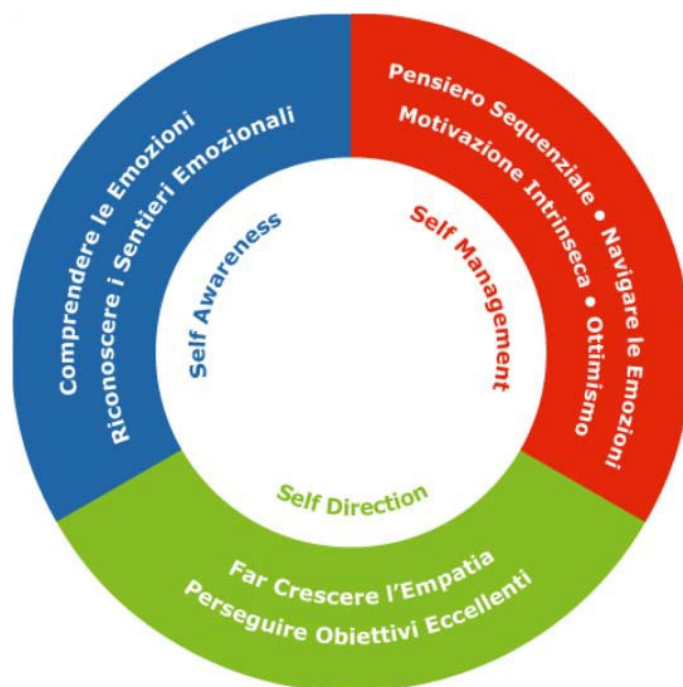 Comprendere le Emozioni
Riconoscere i Sentieri Emozionali
Self Awareness
Pensiero Sequenziale • Navigare le Emozioni
Motivazione Intrinseca • Ottimismo
Self Management
Self Direction
Far Crescere l'Empatia
Perseguire Obiettivi Eccellenti